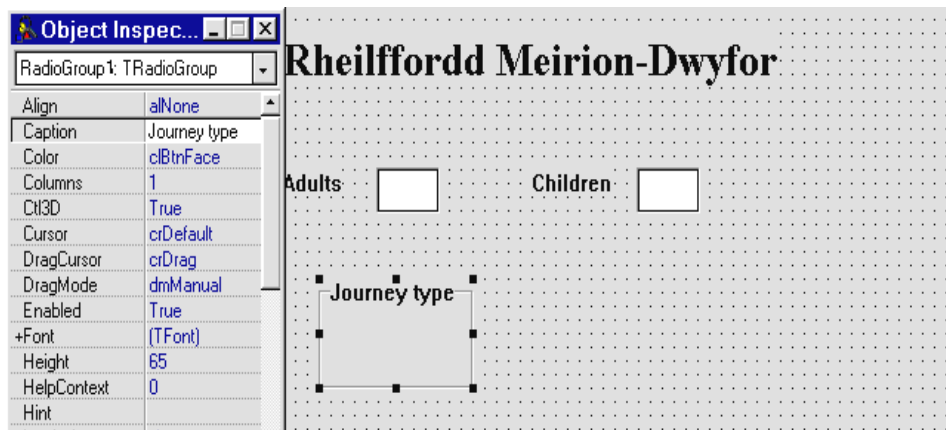 Object Inspec...
RadioGroup1: TRadioGroup
Align alNone
Caption Journey type
Color clBtnFace
Columns 1
Ctl3D True
Cursor crDefault
DragCursor crDrag
DragMode dmManual
Enabled True
+Font (TFont)
Height 65
HelpContext 0
Hint
Rheilffordd Meirion-Dwyfor
Adults Children
Journey type